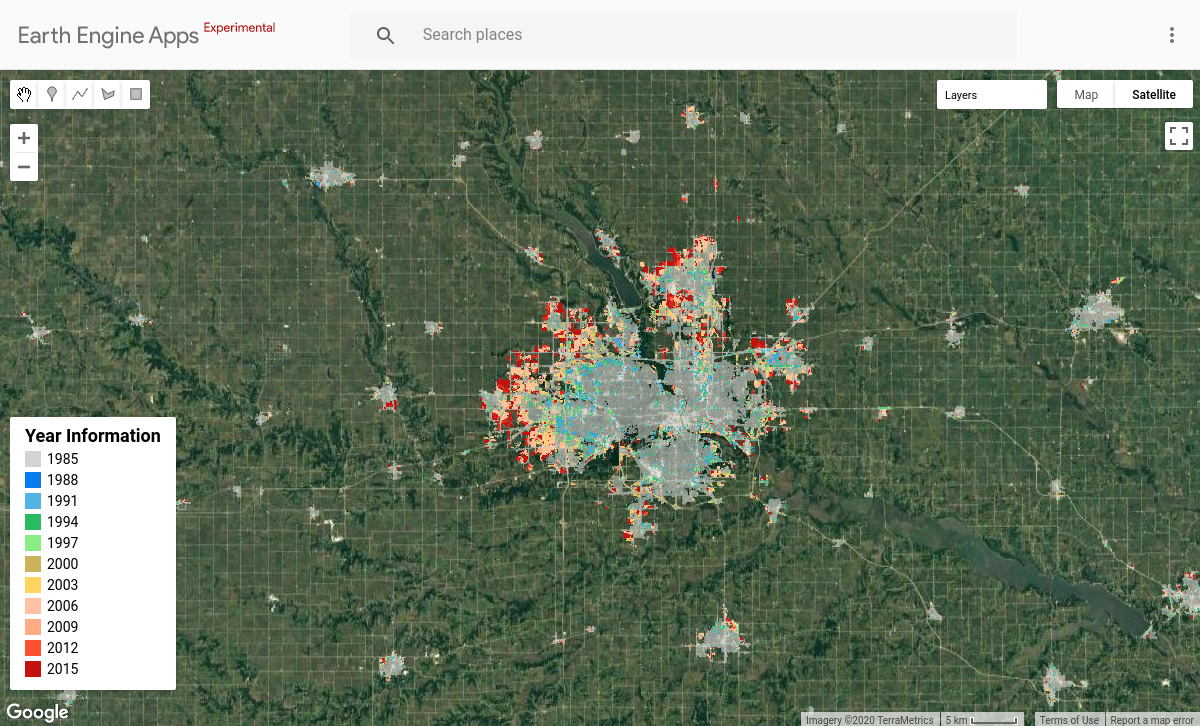 Earth Engine Apps Experimental
Search places
Layers
Map
Satellite
+
−
Year Information
1985
1988
1991
1994
1997
2000
2003
2006
2009
2012
2015
Google
Imagery ©2020 TerraMetrics
5 km
Terms of Use
Report a map error